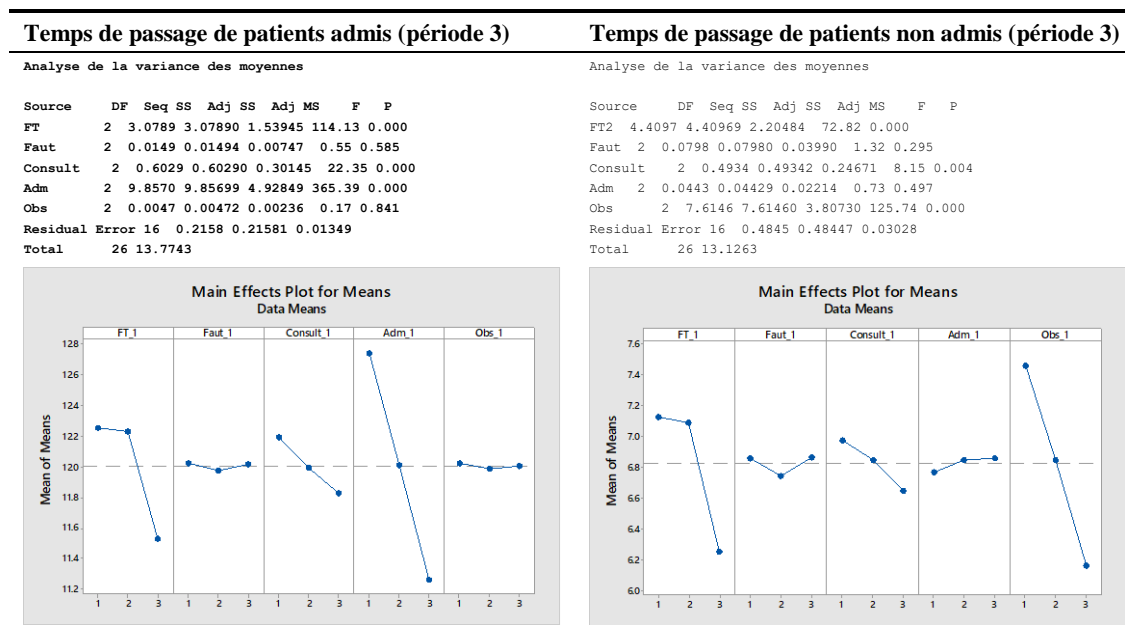 Temps de passage de patients admis (période 3)
Analyse de la variance des moyennes
Source DF Seq SS Adj SS Adj MS F P
FT 2 3.0789 3.07890 1.53945 114.13 0.000
Faut 2 0.0149 0.01494 0.00747 0.55 0.585
Consult 2 0.6029 0.60290 0.30145 22.35 0.000
Adm 2 9.8570 9.85699 4.92849 365.39 0.000
Obs 2 0.0047 0.00472 0.00236 0.17 0.841
Residual Error 16 0.2158 0.21581 0.01349
Total 26 13.7743
Main Effects Plot for Means
Data Means
FT_1 Faut_1 Consult_1 Adm_1 Obs_1
Mean of Means
12.8
12.6
12.4
12.2
12.0
11.8
11.6
11.4
11.2
1 2 3 1 2 3 1 2 3 1 2 3 1 2 3
Temps de passage de patients non admis (période 3)
Analyse de la variance des moyennes
Source DF Seq SS Adj SS Adj MS F P
FT2 4.4097 4.40969 2.20484 72.82 0.000
Faut 2 0.0798 0.07980 0.03990 1.32 0.295
Consult 2 0.4934 0.49342 0.24671 8.15 0.004
Adm 2 0.0443 0.04429 0.02214 0.73 0.497
Obs 2 7.6146 7.61460 3.80730 125.74 0.000
Residual Error 16 0.4845 0.48447 0.03028
Total 26 13.1263
Main Effects Plot for Means
Data Means
FT_1 Faut_1 Consult_1 Adm_1 Obs_1
Mean of Means
7.6
7.4
7.2
7.0
6.8
6.6
6.4
6.2
6.0
1 2 3 1 2 3 1 2 3 1 2 3 1 2 3